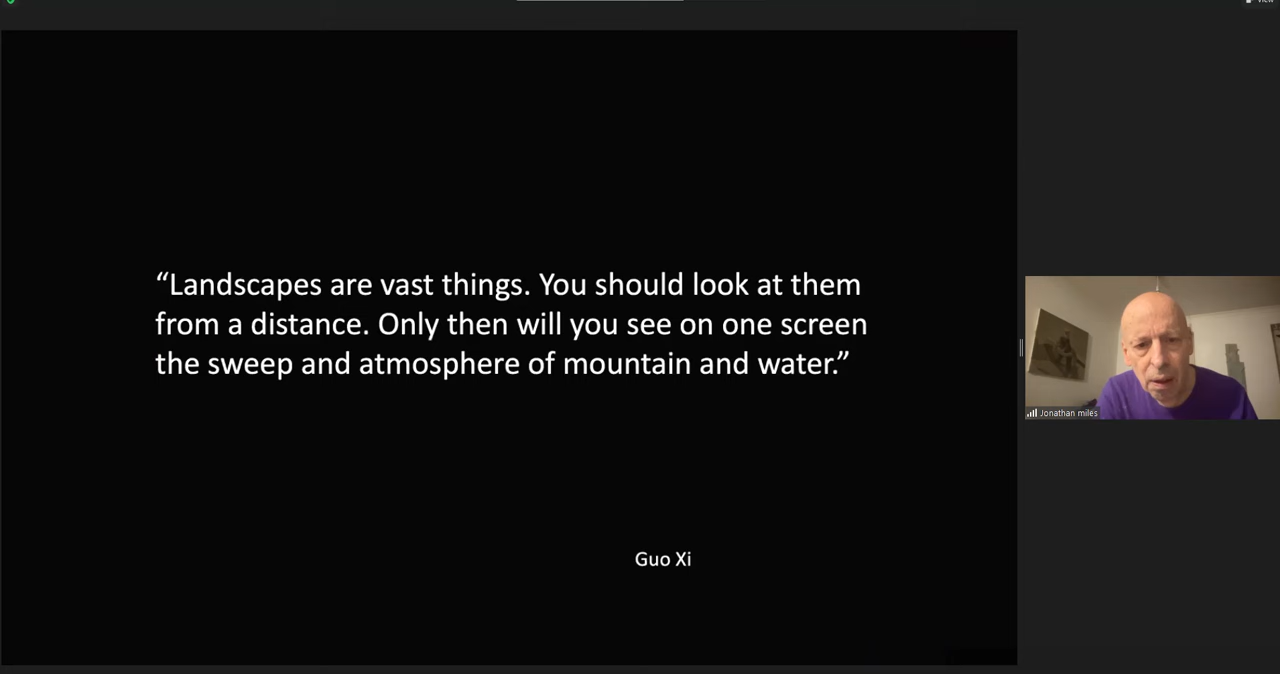 View
“Landscapes are vast things. You should look at them
from a distance. Only then will you see on one screen
the sweep and atmosphere of mountain and water.”
Jonathan miles
Guo Xi